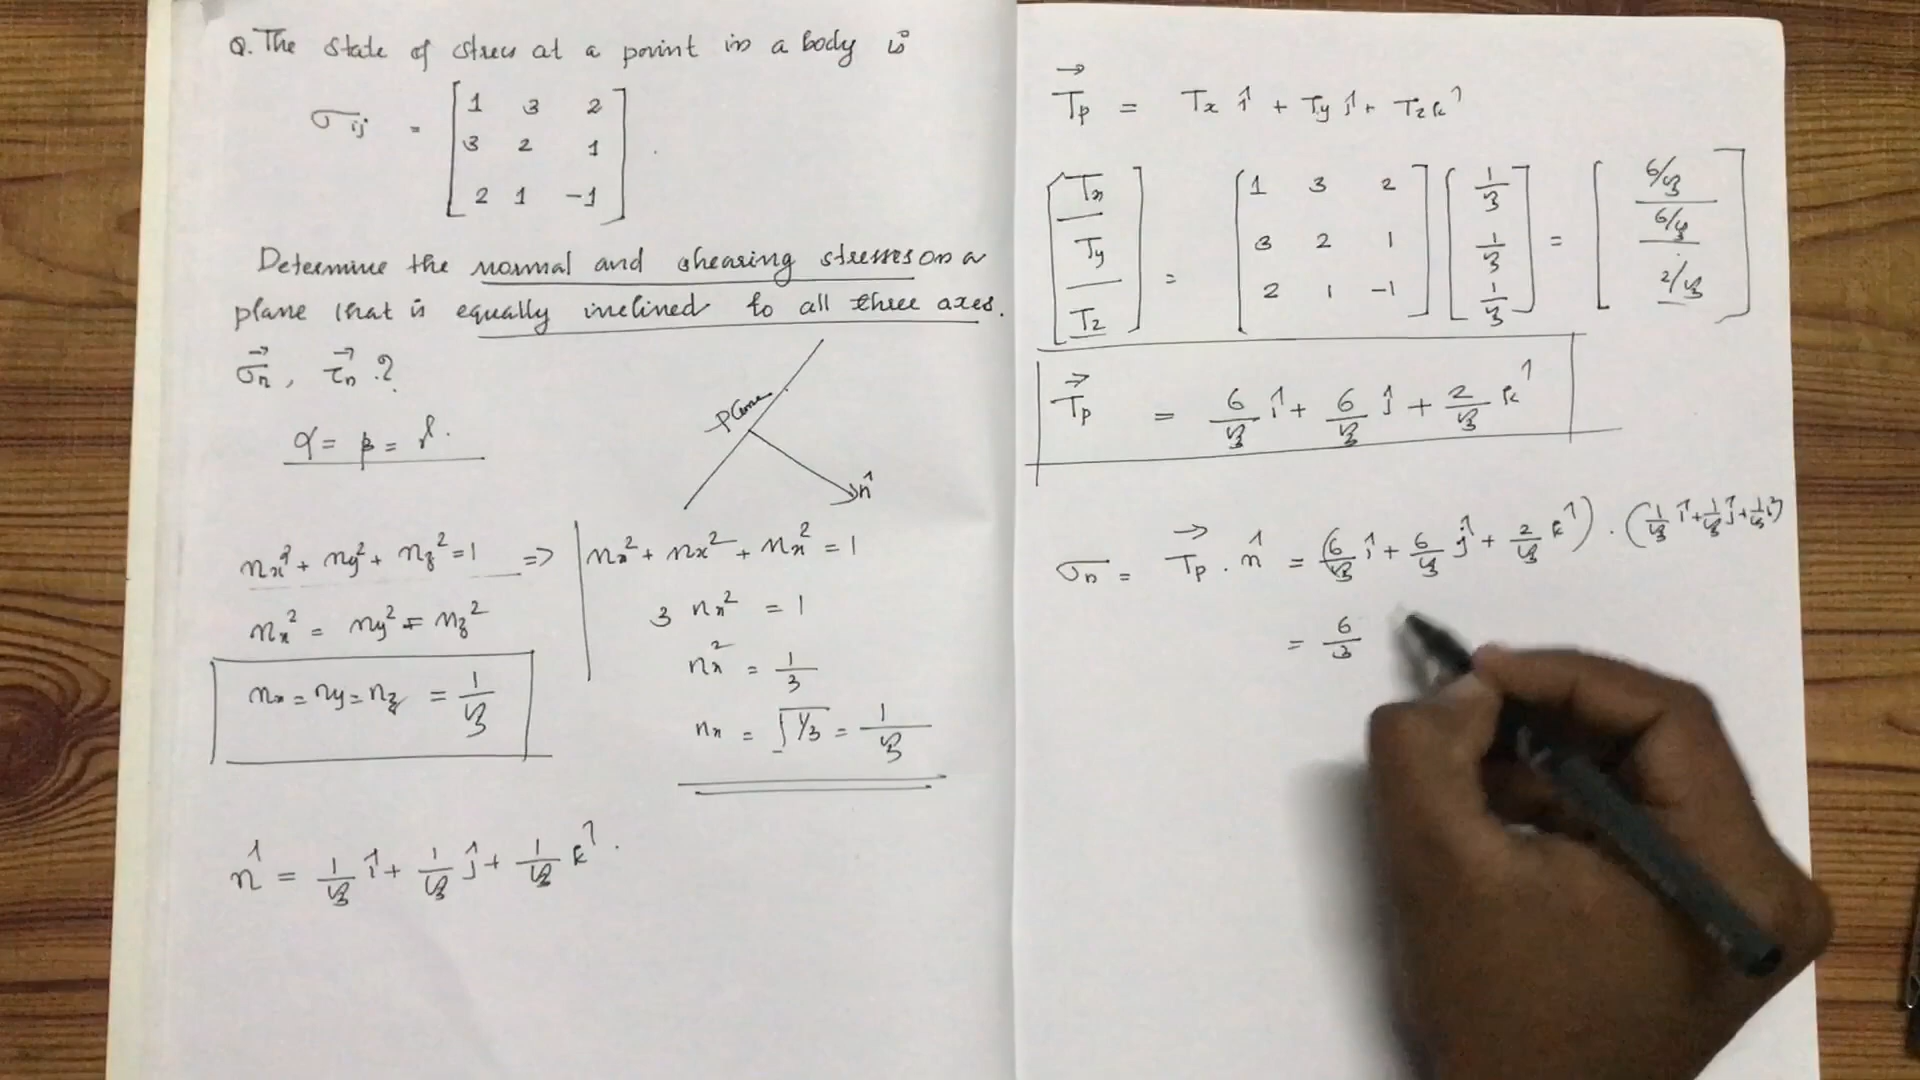 Q. The state of stress at a point in a body is
σij = [1 3 2
3 2 1
2 1 -1].
Determine the normal and shearing stresses on a
plane that is equally inclined to all three axes.
σn→, τn→ ?
α = β = γ.
plane
n̂
nx² + ny² + nz² = 1 ⇒ nx² + nx² + nx² = 1
nx² = ny² = nz²
3 nx² = 1
nx² = 1/3
nx = ny = nz = 1/√3
nx = √1/3 = 1/√3
n̂ = 1/√3 î + 1/√3 ĵ + 1/√3 k̂.
Tp→ = Tx î + Ty ĵ + Tz k̂
[Tx
Ty
Tz] = [1 3 2
3 2 1
2 1 -1] [1/√3
1/√3
1/√3] = [6/√3
6/√3
2/√3]
Tp→ = 6/√3 î + 6/√3 ĵ + 2/√3 k̂
σn = Tp→ . n̂ = (6/√3 î + 6/√3 ĵ + 2/√3 k̂) . (1/√3 î + 1/√3 ĵ + 1/√3 k̂)
= 6/3